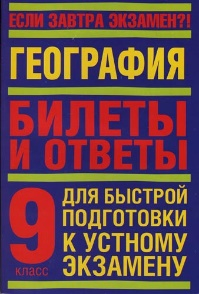 ЕСЛИ ЗАВТРА ЭКЗАМЕН?!
ГЕОГРАФИЯ
БИЛЕТЫ
И ОТВЕТЫ
9
КЛАСС
ДЛЯ БЫСТРОЙ
ПОДГОТОВКИ
К УСТНОМУ
ЭКЗАМЕНУ